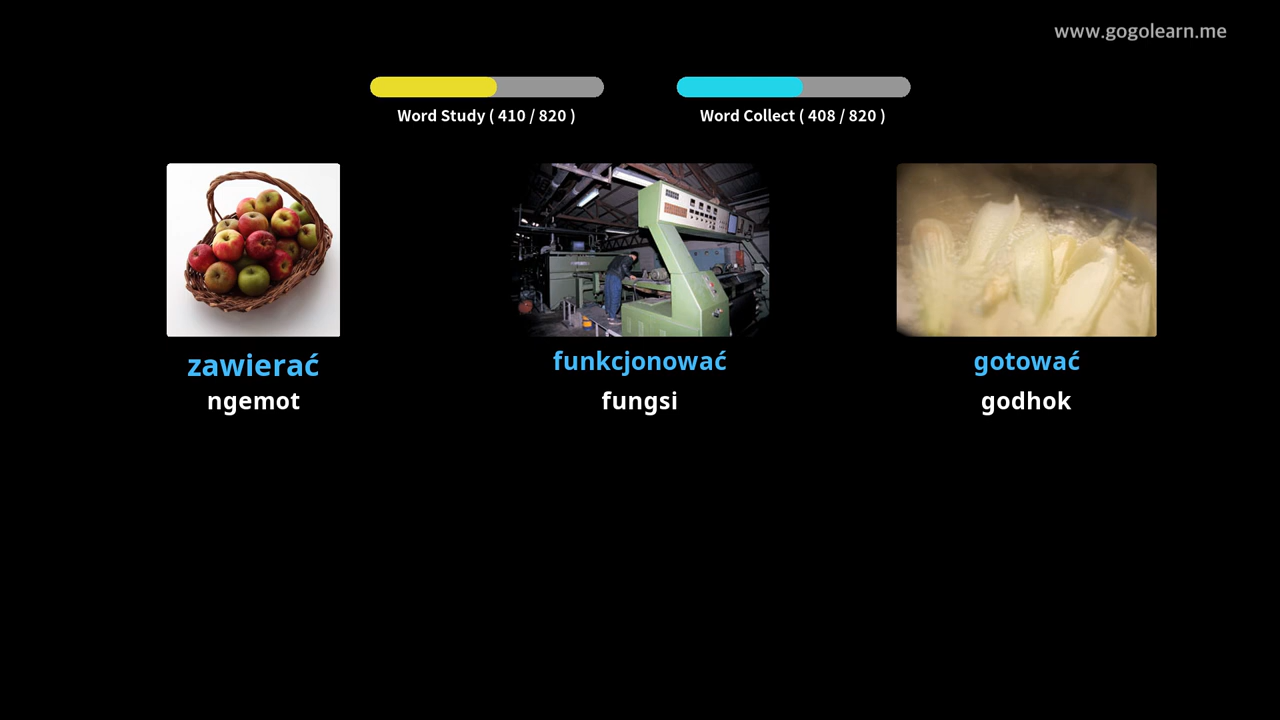 www.gogolearn.me
Word Study ( 410 / 820 )
Word Collect ( 408 / 820 )
zawierać
ngemot
funkcjonować
fungsi
gotować
godhok